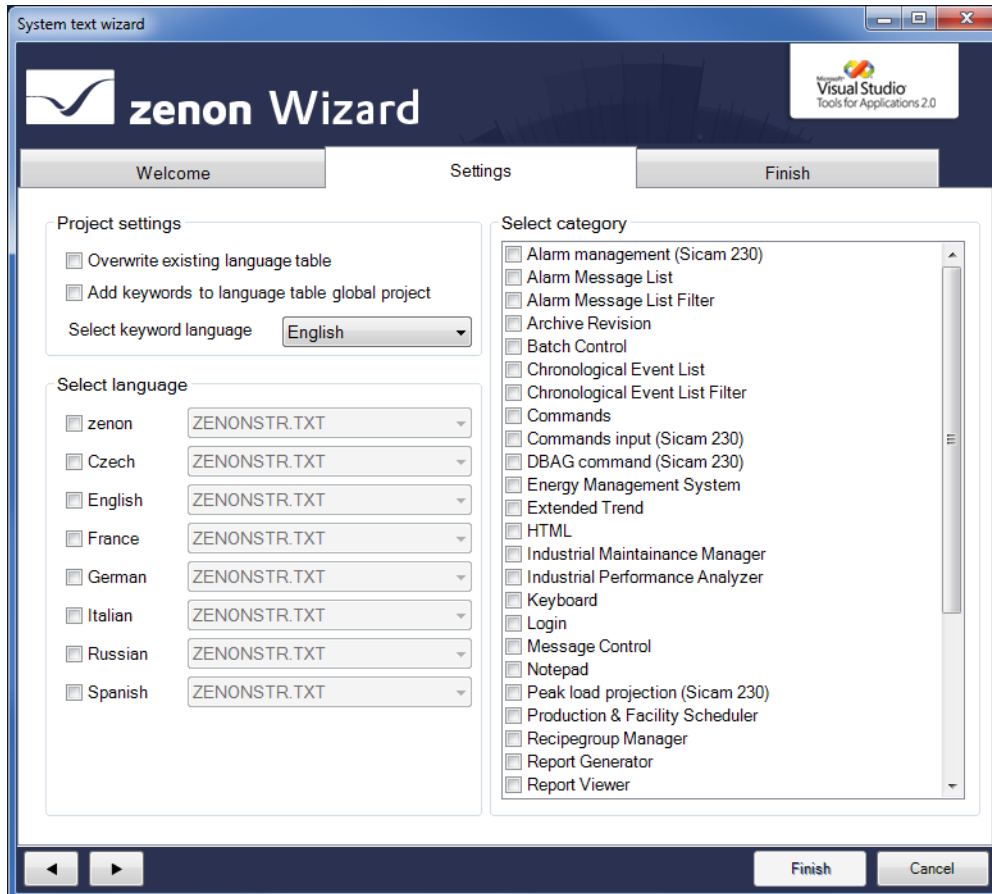 System text wizard
zenon Wizard
Microsoft
Visual Studio
Tools for Applications 2.0
Welcome
Settings
Finish
Project settings
Overwrite existing language table
Add keywords to language table global project
Select keyword language English
Select language
zenon ZENONSTR.TXT
Czech ZENONSTR.TXT
English ZENONSTR.TXT
France ZENONSTR.TXT
German ZENONSTR.TXT
Italian ZENONSTR.TXT
Russian ZENONSTR.TXT
Spanish ZENONSTR.TXT
Select category
Alarm management (Sicam 230)
Alarm Message List
Alarm Message List Filter
Archive Revision
Batch Control
Chronological Event List
Chronological Event List Filter
Commands
Commands input (Sicam 230)
DBAG command (Sicam 230)
Energy Management System
Extended Trend
HTML
Industrial Maintainance Manager
Industrial Performance Analyzer
Keyboard
Login
Message Control
Notepad
Peak load projection (Sicam 230)
Production & Facility Scheduler
Recipegroup Manager
Report Generator
Report Viewer
Finish
Cancel